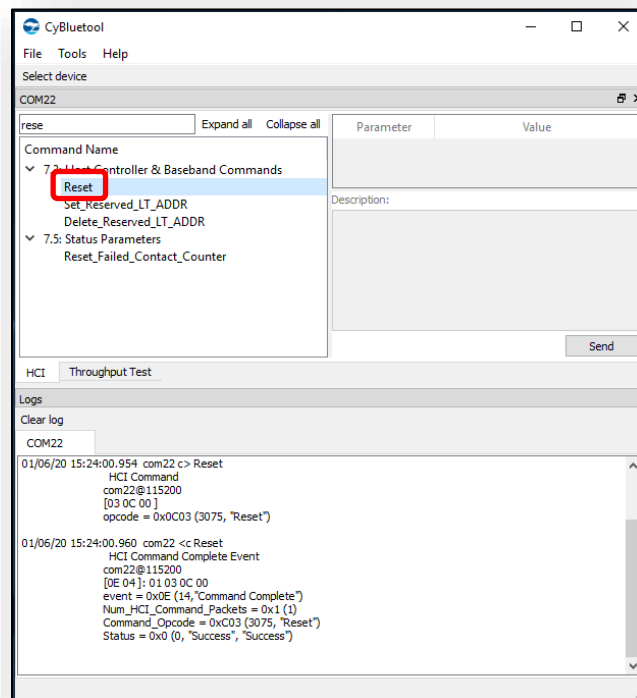 CyBluetool
File Tools Help
Select device
COM22
rese Expand all Collapse all
Command Name
7.3: Host Controller & Baseband Commands
Reset
Set_Reserved_LT_ADDR
Delete_Reserved_LT_ADDR
7.5: Status Parameters
Reset_Failed_Contact_Counter
Parameter Value
Description:
Send
HCI Throughput Test
Logs
Clear log
COM22
01/06/20 15:24:00.954 com22 c> Reset
HCI Command
com22@115200
[03 0C 00 ]
opcode = 0x0C03 (3075, "Reset")
01/06/20 15:24:00.960 com22 <c Reset
HCI Command Complete Event
com22@115200
[0E 04 ]: 01 03 0C 00
event = 0x0E (14,"Command Complete")
Num_HCI_Command_Packets = 0x1 (1)
Command_Opcode = 0xC03 (3075, "Reset")
Status = 0x0 (0, "Success", "Success")